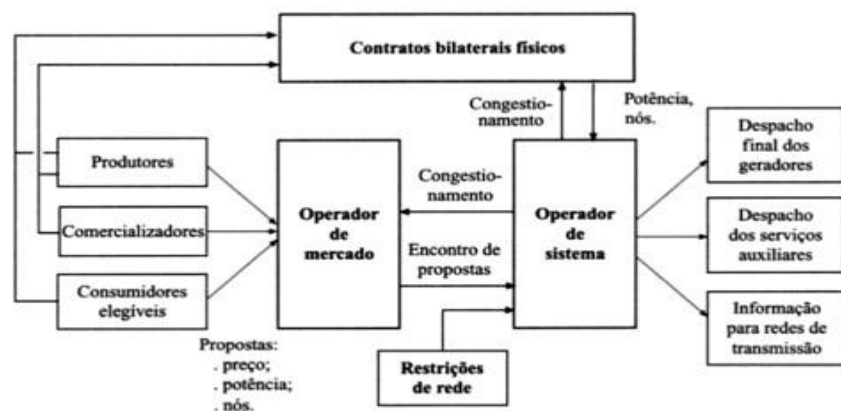 Contratos bilaterais físicos
Congestio-
namento
Potência,
nós.
Produtores
Comercializadores
Consumidores
elegíveis
Operador
de
mercado
Congestio-
namento
Encontro de
propostas
Operador
de
sistema
Despacho
final dos
geradores
Despacho
dos serviços
auxiliares
Informação
para redes de
transmissão
Propostas:
. preço;
. potência;
. nós.
Restrições
de rede